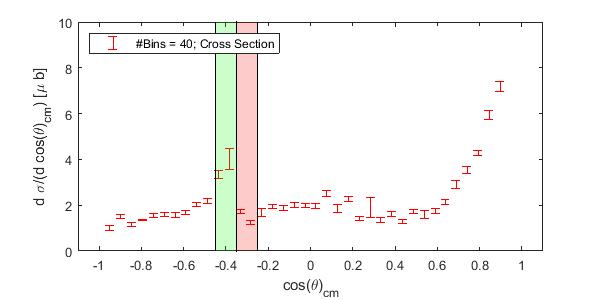 10
8
6
4
2
0
d σ/(d cos(θ)cm) [μ b]
#Bins = 40; Cross Section
-1 -0.8 -0.6 -0.4 -0.2 0 0.2 0.4 0.6 0.8 1
cos(θ)cm